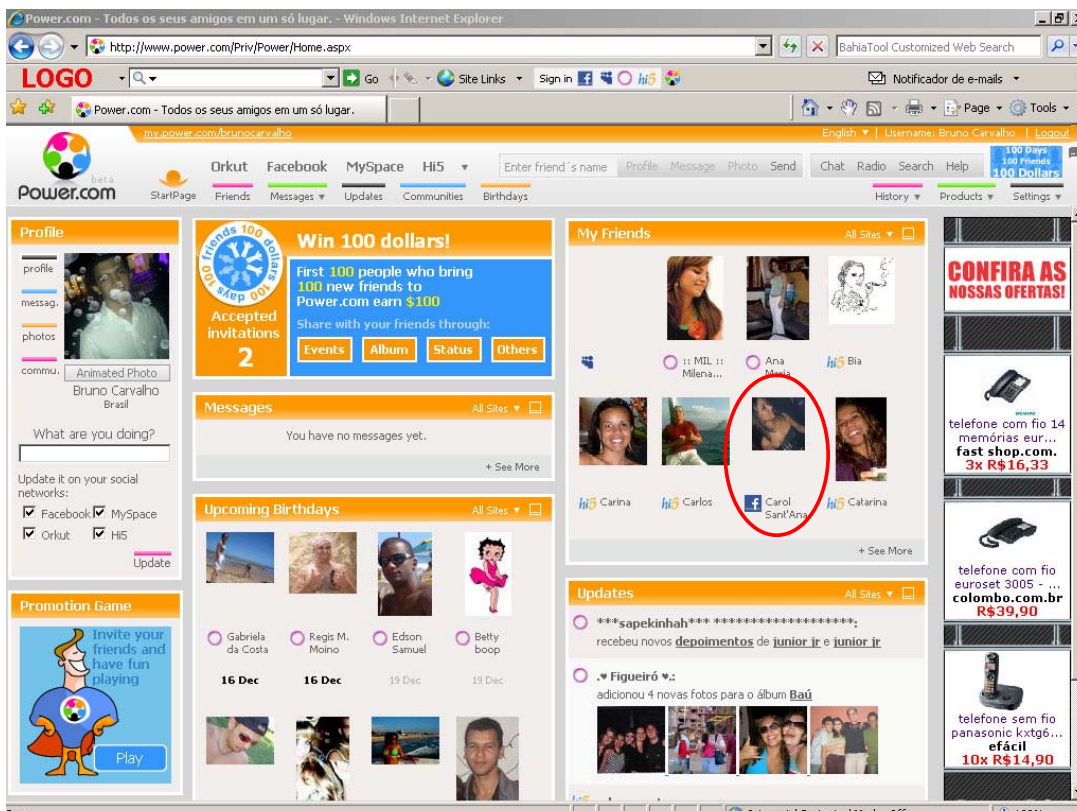 Power.com - Todos os seus amigos em um só lugar. - Windows Internet Explorer
http://www.power.com/Priv/Power/Home.aspx
BahiaTool Customized Web Search
LOGO
Go
Site Links
Sign in
hi5
Notificador de e-mails
Power.com - Todos os seus amigos em um só lugar.
Page
Tools
my.power.com/brunocarvalho
English
Username: Bruno Carvalho
Logout
Power.com
beta
StartPage
Orkut Facebook MySpace Hi5
Enter friend´s name Profile Message Photo Send
Chat Radio Search Help
100 Days
100 Friends
100 Dollars
Friends Messages Updates Communities Birthdays
History Products Settings
Profile
profile
messag.
photos
commu.
Animated Photo
Bruno Carvalho
Brasil
What are you doing?
Update it on your social
networks:
Facebook MySpace
Orkut Hi5
Update
Promotion Game
Invite your
friends and
have fun
playing
Play
100 friends 100 dollars 100 days
Accepted
invitations
2
Win 100 dollars!
First 100 people who bring
100 new friends to
Power.com earn $100
Share with your friends through:
Events Album Status Others
Messages All Sites
You have no messages yet.
+ See More
Upcoming Birthdays All Sites
Gabriela
da Costa
16 Dec
Regis M.
Moino
16 Dec
Edson
Samuel
19 Dec
Betty
boop
19 Dec
My Friends All Sites
:: MIL ::
Milena...
Ana
Maria
hi5 Bia
hi5 Carina
hi5 Carlos
Carol
Sant'Ana
hi5 Catarina
+ See More
Updates All Sites
***sapekinhah*** ********************:
recebeu novos depoimentos de junior jr e junior jr
.♥ Figueiró ♥.:
adicionou 4 novas fotos para o álbum Baú
CONFIRA AS
NOSSAS OFERTAS!
telefone com fio 14
memórias eur...
fast shop.com.
3x R$16,33
telefone com fio
euroset 3005 - ...
colombo.com.br
R$39,90
telefone sem fio
panasonic kxtg6...
efácil
10x R$14,90